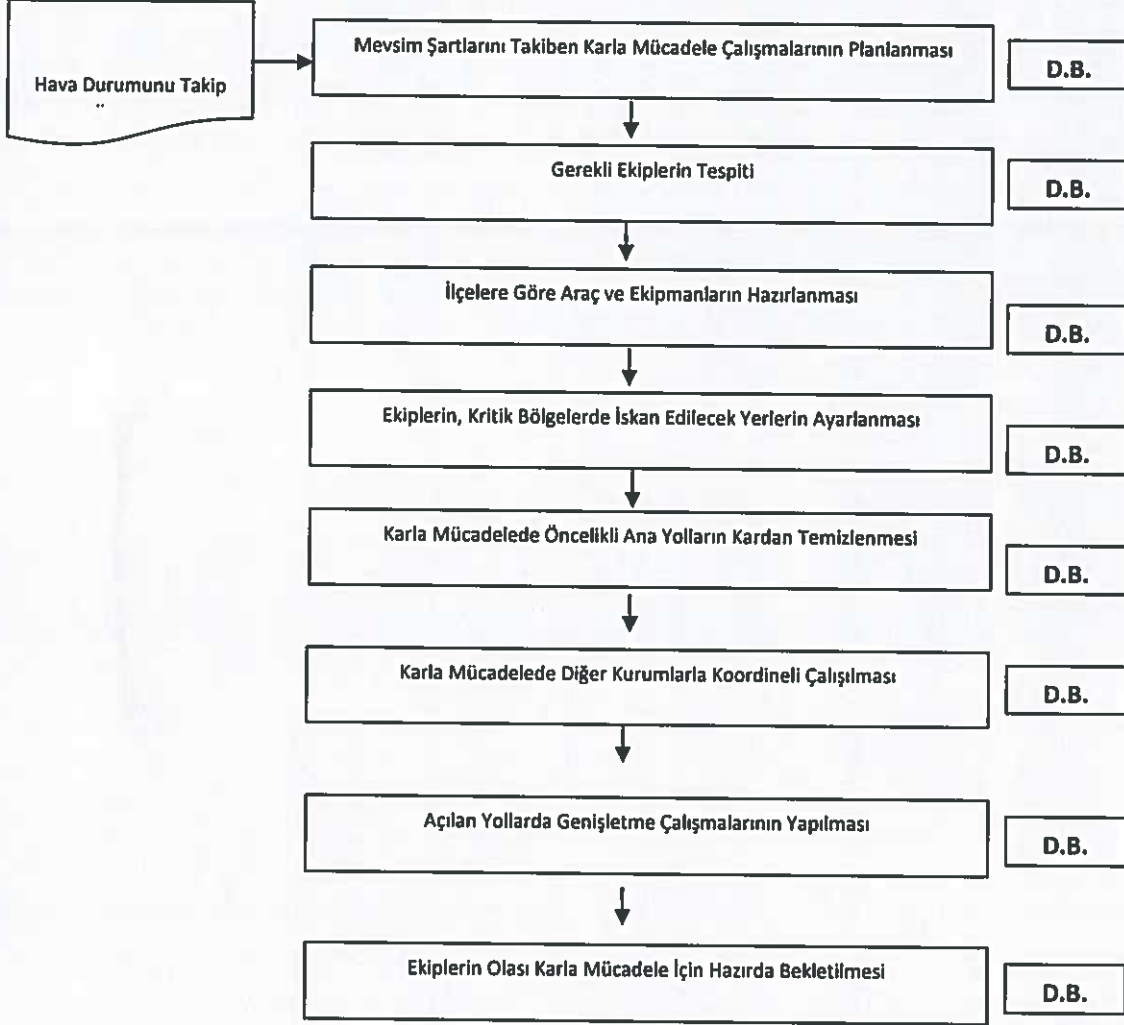 Hava Durumunu Takip
Mevsim Şartlarını Takiben Karla Mücadele Çalışmalarının Planlanması
D.B.
Gerekli Ekiplerin Tespiti
D.B.
İlçelere Göre Araç ve Ekipmanların Hazırlanması
D.B.
Ekiplerin, Kritik Bölgelerde İskan Edilecek Yerlerin Ayarlanması
D.B.
Karla Mücadelede Öncelikli Ana Yolların Kardan Temizlenmesi
D.B.
Karla Mücadelede Diğer Kurumlarla Koordineli Çalışılması
D.B.
Açılan Yollarda Genişletme Çalışmalarının Yapılması
D.B.
Ekiplerin Olası Karla Mücadele İçin Hazırda Bekletilmesi
D.B.